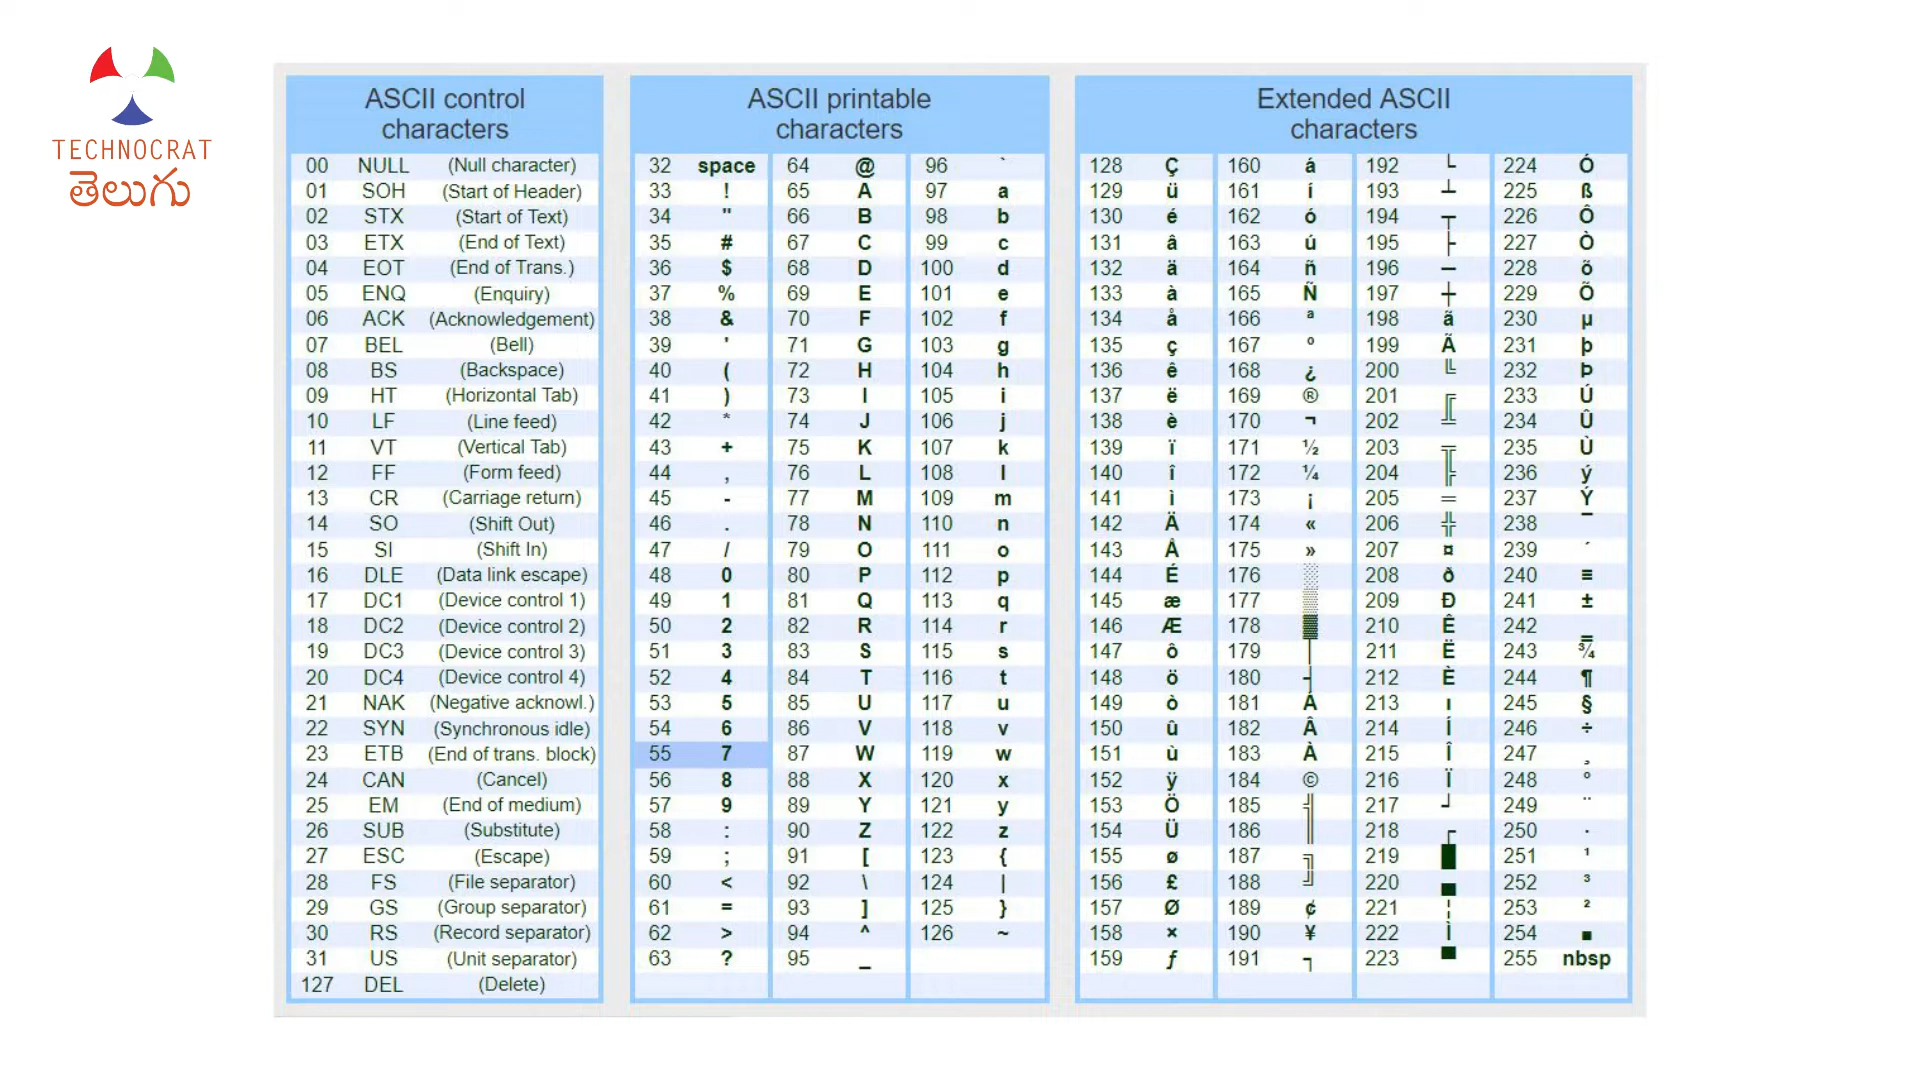 TECHNOCRAT
తెలుగు
ASCII control
characters
00 NULL (Null character)
01 SOH (Start of Header)
02 STX (Start of Text)
03 ETX (End of Text)
04 EOT (End of Trans.)
05 ENQ (Enquiry)
06 ACK (Acknowledgement)
07 BEL (Bell)
08 BS (Backspace)
09 HT (Horizontal Tab)
10 LF (Line feed)
11 VT (Vertical Tab)
12 FF (Form feed)
13 CR (Carriage return)
14 SO (Shift Out)
15 SI (Shift In)
16 DLE (Data link escape)
17 DC1 (Device control 1)
18 DC2 (Device control 2)
19 DC3 (Device control 3)
20 DC4 (Device control 4)
21 NAK (Negative acknowl.)
22 SYN (Synchronous idle)
23 ETB (End of trans. block)
24 CAN (Cancel)
25 EM (End of medium)
26 SUB (Substitute)
27 ESC (Escape)
28 FS (File separator)
29 GS (Group separator)
30 RS (Record separator)
31 US (Unit separator)
127 DEL (Delete)
ASCII printable
characters
32 space 64 @ 96 `
33 ! 65 A 97 a
34 " 66 B 98 b
35 # 67 C 99 c
36 $ 68 D 100 d
37 % 69 E 101 e
38 & 70 F 102 f
39 ' 71 G 103 g
40 ( 72 H 104 h
41 ) 73 I 105 i
42 * 74 J 106 j
43 + 75 K 107 k
44 , 76 L 108 l
45 - 77 M 109 m
46 . 78 N 110 n
47 / 79 O 111 o
48 0 80 P 112 p
49 1 81 Q 113 q
50 2 82 R 114 r
51 3 83 S 115 s
52 4 84 T 116 t
53 5 85 U 117 u
54 6 86 V 118 v
55 7 87 W 119 w
56 8 88 X 120 x
57 9 89 Y 121 y
58 : 90 Z 122 z
59 ; 91 [ 123 {
60 < 92 \ 124 |
61 = 93 ] 125 }
62 > 94 ^ 126 ~
63 ? 95 _
Extended ASCII
characters
128 Ç 160 á 192 └ 224 Ó
129 ü 161 í 193 ┴ 225 ß
130 é 162 ó 194 ┬ 226 Ô
131 â 163 ú 195 ├ 227 Ò
132 ä 164 ñ 196 ─ 228 õ
133 à 165 Ñ 197 ┼ 229 Õ
134 å 166 ª 198 ã 230 µ
135 ç 167 º 199 Ã 231 þ
136 ê 168 ¿ 200 ╚ 232 Þ
137 ë 169 ® 201 ╔ 233 Ú
138 è 170 ¬ 202 ╩ 234 Û
139 ï 171 ½ 203 ╦ 235 Ù
140 î 172 ¼ 204 ╠ 236 ý
141 ì 173 ¡ 205 ═ 237 Ý
142 Ä 174 « 206 ╬ 238 ¯
143 Å 175 » 207 ¤ 239 ´
144 É 176 ░ 208 ð 240 ≡
145 æ 177 ▒ 209 Ð 241 ±
146 Æ 178 ▓ 210 Ê 242 ‗
147 ô 179 │ 211 Ë 243 ¾
148 ö 180 ┤ 212 È 244 ¶
149 ò 181 Á 213 ı 245 §
150 û 182 Â 214 Í 246 ÷
151 ù 183 À 215 Î 247 ¸
152 ÿ 184 © 216 Ï 248 °
153 Ö 185 ╣ 217 ┘ 249 ¨
154 Ü 186 ║ 218 ┌ 250 ·
155 ø 187 ╗ 219 █ 251 ¹
156 £ 188 ╝ 220 ▄ 252 ³
157 Ø 189 ¢ 221 ¦ 253 ²
158 × 190 ¥ 222 Ì 254 ■
159 ƒ 191 ┐ 223 ▀ 255 nbsp